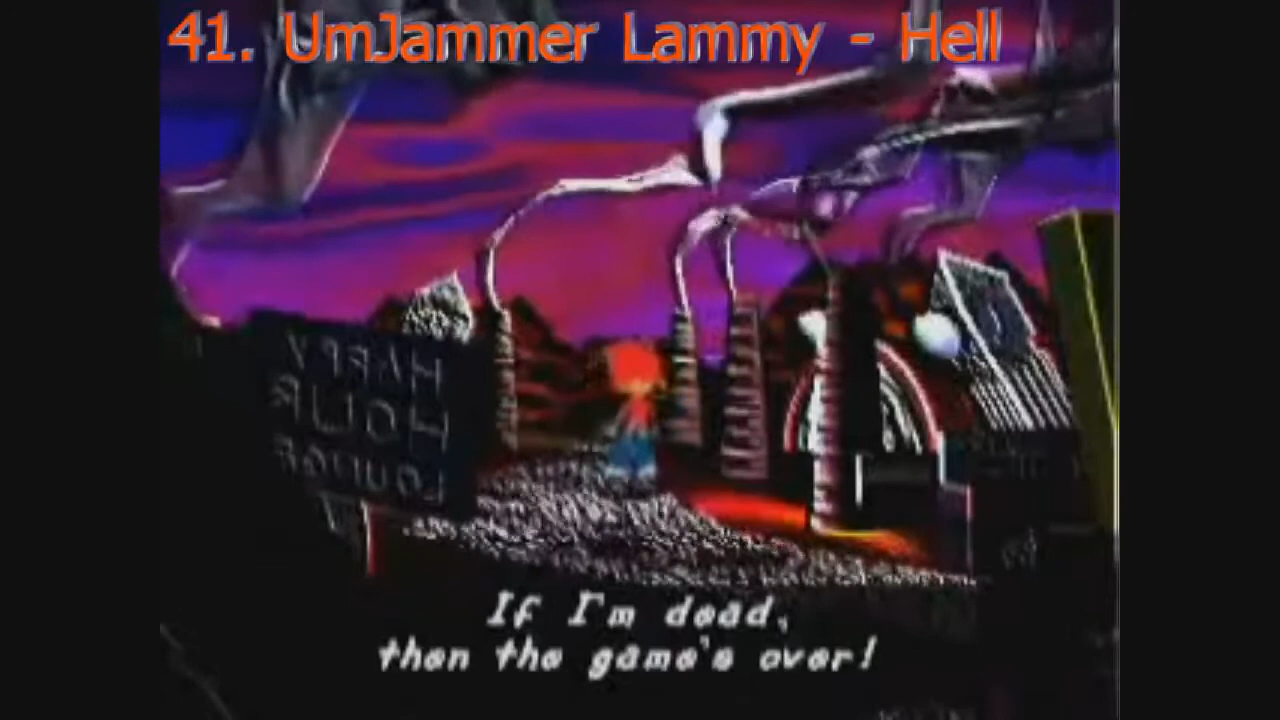 41. UmJammer Lammy - Hell
HAPPY
HOUR
LOUNGE
If I'm dead,
then the game's over!